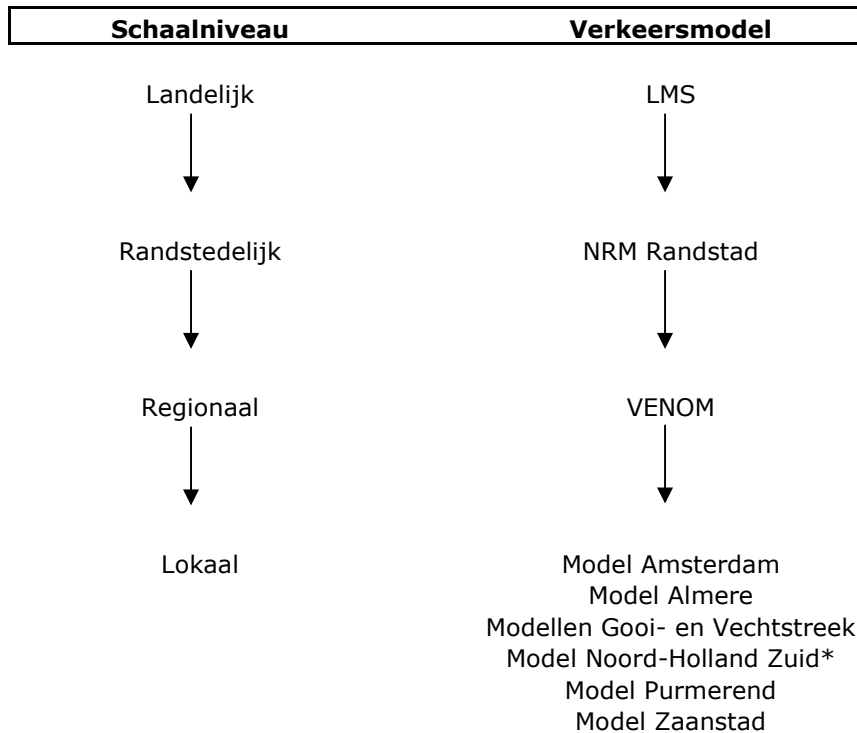 Schaalniveau Verkeersmodel
Landelijk LMS
Randstedelijk NRM Randstad
Regionaal VENOM
Lokaal Model Amsterdam
Model Almere
Modellen Gooi- en Vechtstreek
Model Noord-Holland Zuid*
Model Purmerend
Model Zaanstad